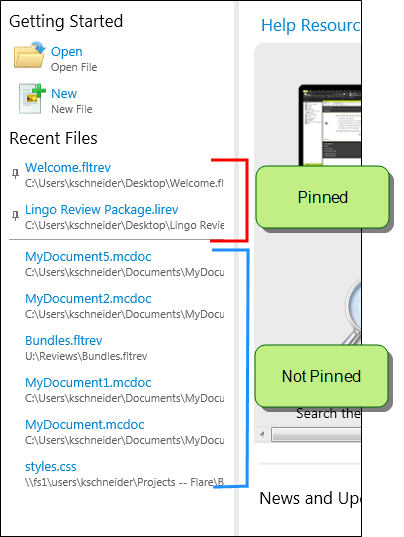 Getting Started
Open
Open File
New
New File
Recent Files
Welcome.fltrev
C:\Users\kschneider\Desktop\Welcome.fl
Lingo Review Package.lirev
C:\Users\kschneider\Desktop\Lingo Revie
MyDocument5.mcdoc
C:\Users\kschneider\Documents\MyDocu
MyDocument2.mcdoc
C:\Users\kschneider\Documents\MyDocu
Bundles.fltrev
U:\Reviews\Bundles.fltrev
MyDocument1.mcdoc
C:\Users\kschneider\Documents\MyDocu
MyDocument.mcdoc
C:\Users\kschneider\Documents\MyDocu
styles.css
\\fs1\users\kschneider\Projects -- Flare\B
Help Resourc
Pinned
Not Pinned
Search the
News and Upd